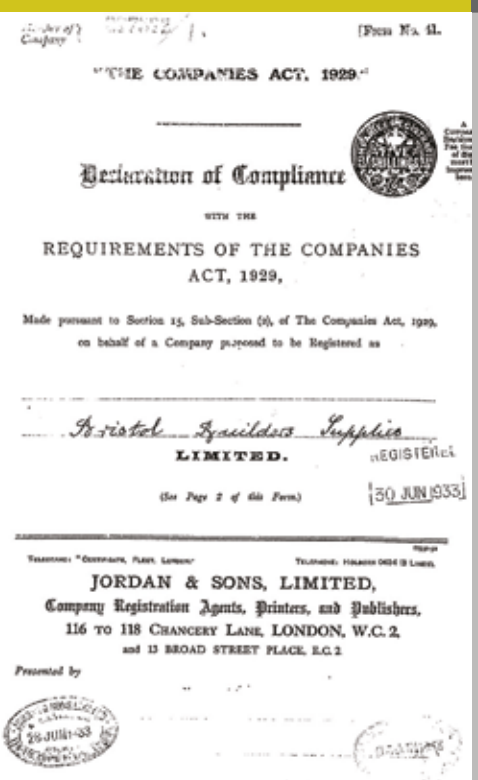 Number of
Company
[Form No. 41.
"THE COMPANIES ACT, 1929."
Declaration of Compliance
WITH THE
REQUIREMENTS OF THE COMPANIES
ACT, 1929,
Made pursuant to Section 15, Sub-Section (2), of The Companies Act, 1929,
on behalf of a Company proposed to be Registered as
Bristol Builders Supplies
LIMITED.
REGISTERED
30 JUN 1933
(See Page 2 of this Form.)
JORDAN & SONS, LIMITED,
Company Registration Agents, Printers, and Publishers,
116 TO 118 CHANCERY LANE, LONDON, W.C. 2,
and 13 BROAD STREET PLACE, E.C. 2
Presented by